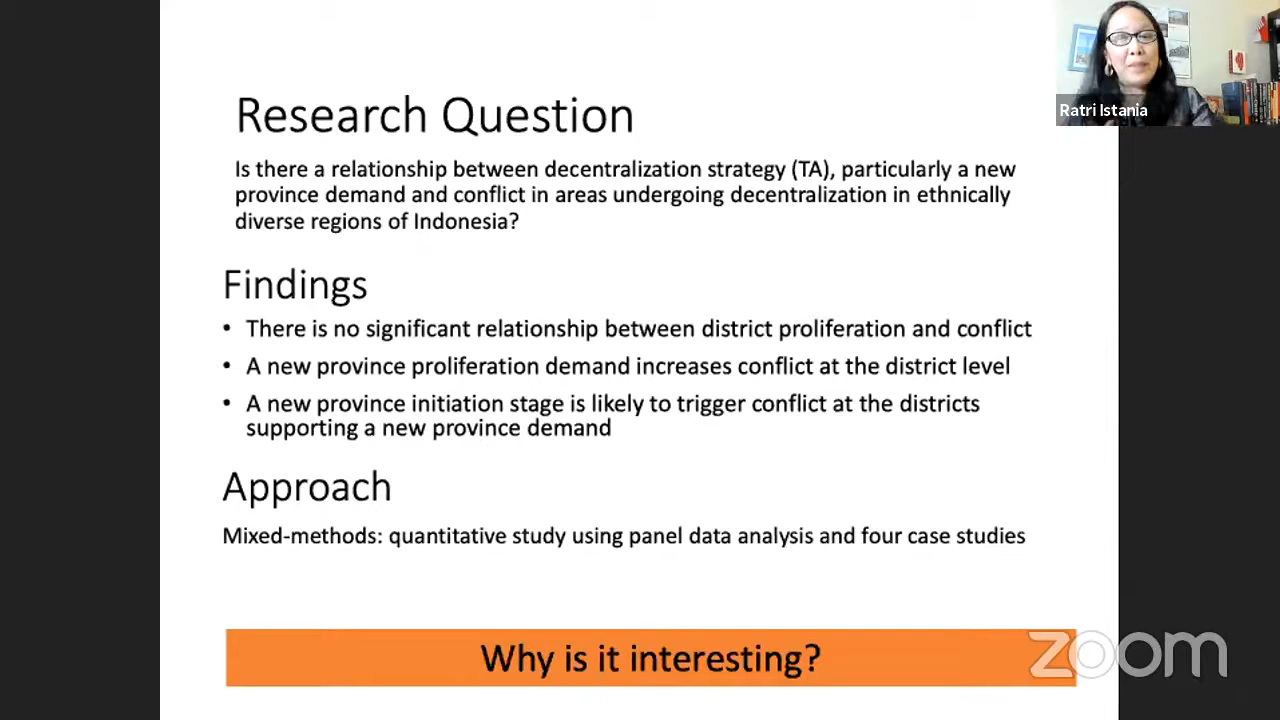 Research Question
Is there a relationship between decentralization strategy (TA), particularly a new
province demand and conflict in areas undergoing decentralization in ethnically
diverse regions of Indonesia?
Findings
• There is no significant relationship between district proliferation and conflict
• A new province proliferation demand increases conflict at the district level
• A new province initiation stage is likely to trigger conflict at the districts
supporting a new province demand
Approach
Mixed-methods: quantitative study using panel data analysis and four case studies
Why is it interesting?
Ratri Istania
zoom